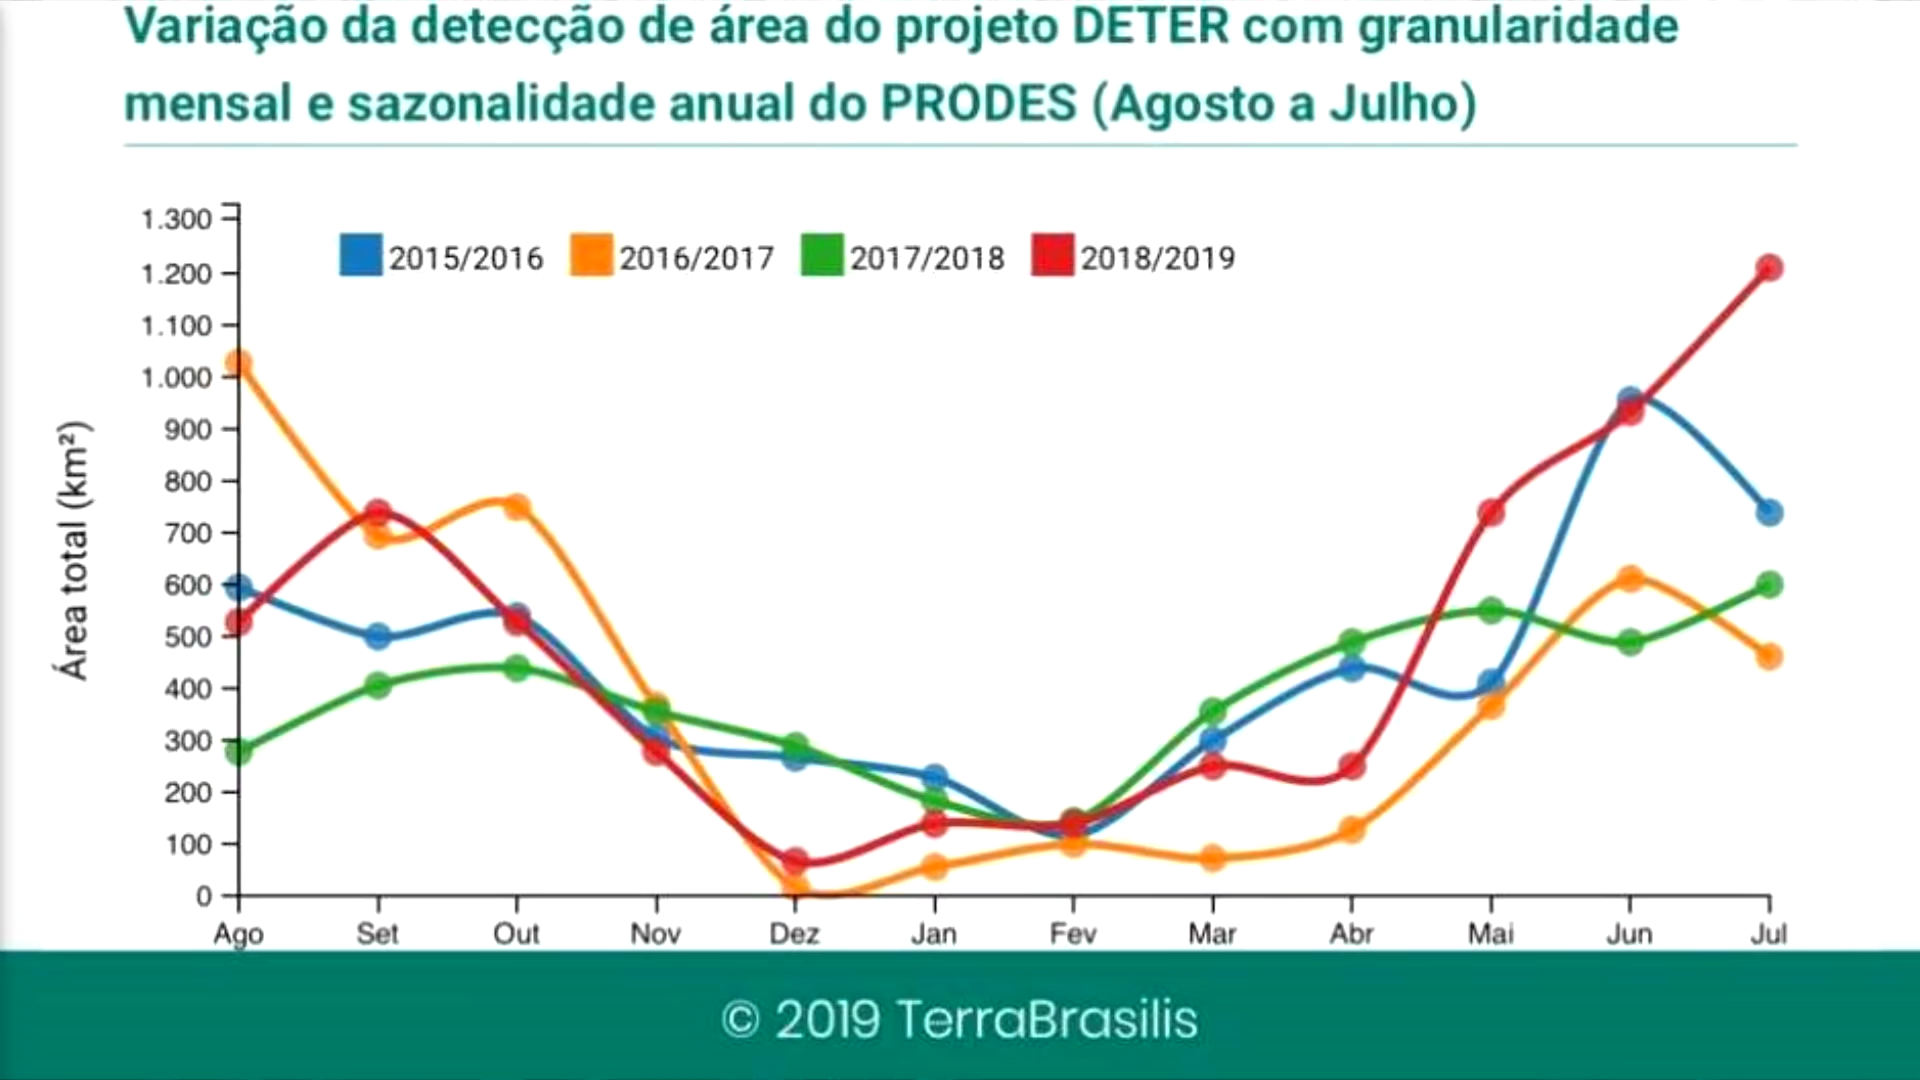 Variação da detecção de área do projeto DETER com granularidade
mensal e sazonalidade anual do PRODES (Agosto a Julho)
2015/2016 2016/2017 2017/2018 2018/2019
Área total (km²)
1.300
1.200
1.100
1.000
900
800
700
600
500
400
300
200
100
0
Ago Set Out Nov Dez Jan Fev Mar Abr Mai Jun Jul
© 2019 TerraBrasilis